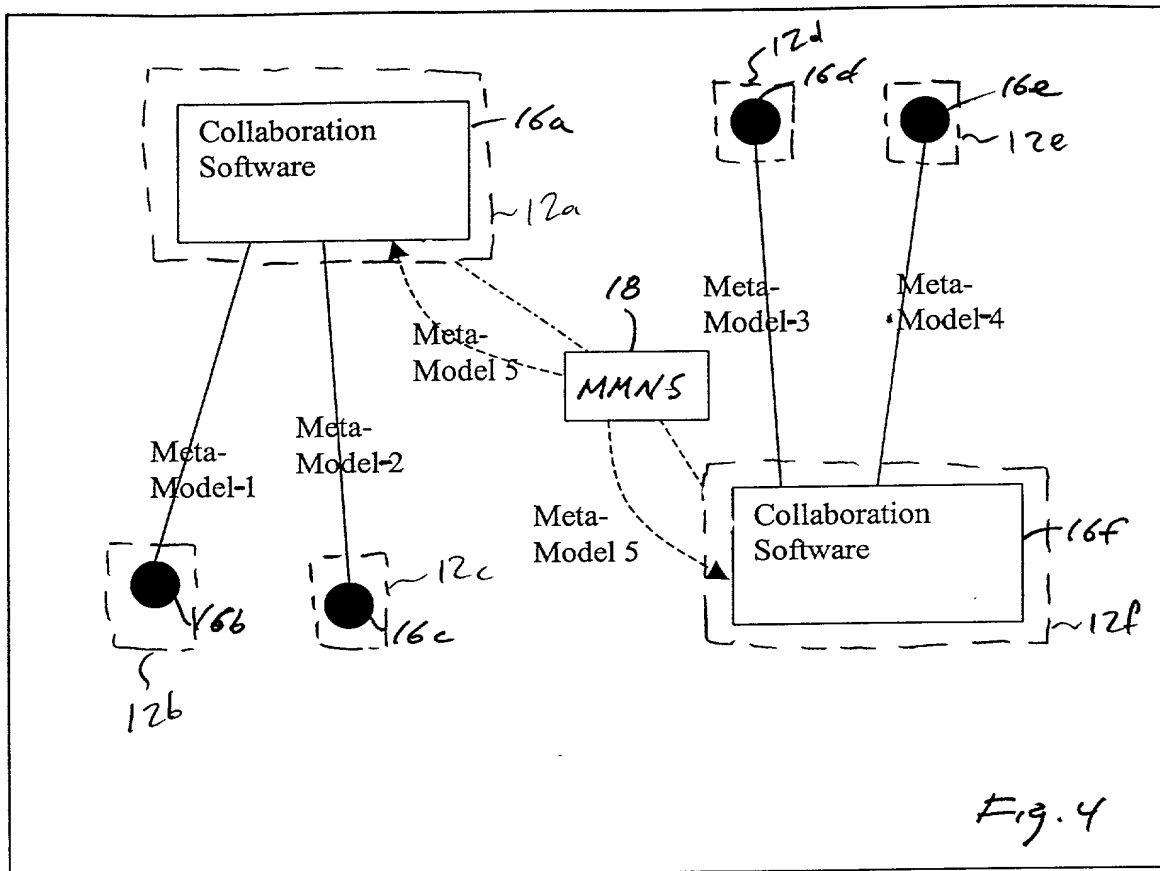 Collaboration
Software
16a
12a
12d
16d
16e
12e
18
MMNS
Meta-
Model-3
Meta-
Model-4
Meta-
Model 5
Meta-
Model-1
Meta-
Model-2
Meta-
Model 5
Collaboration
Software
16f
12f
16b
12b
12c
16c
Fig. 4